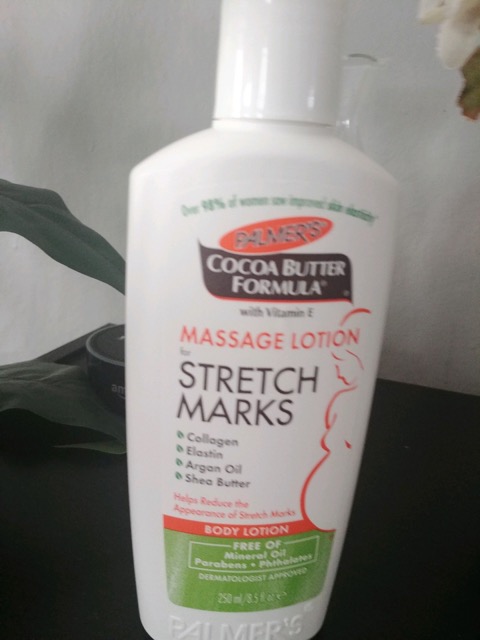 Over 98% of women saw improved skin elasticity*
PALMER'S®
COCOA BUTTER
FORMULA®
with Vitamin E
MASSAGE LOTION
for
STRETCH
MARKS
Collagen
Elastin
Argan Oil
Shea Butter
Helps Reduce the
Appearance of Stretch Marks
BODY LOTION
FREE OF
Mineral Oil
Parabens • Phthalates
DERMATOLOGIST APPROVED
250 ml/8.5 fl oz e
PALMER'S
am